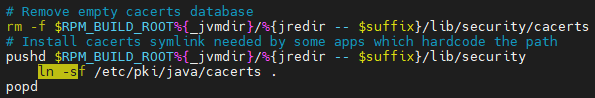 # Remove empty cacerts database
rm -f $RPM_BUILD_ROOT%{_jvmdir}/%{jredir -- $suffix}/lib/security/cacerts
# Install cacerts symlink needed by some apps which hardcode the path
pushd $RPM_BUILD_ROOT%{_jvmdir}/%{jredir -- $suffix}/lib/security
ln -sf /etc/pki/java/cacerts .
popd